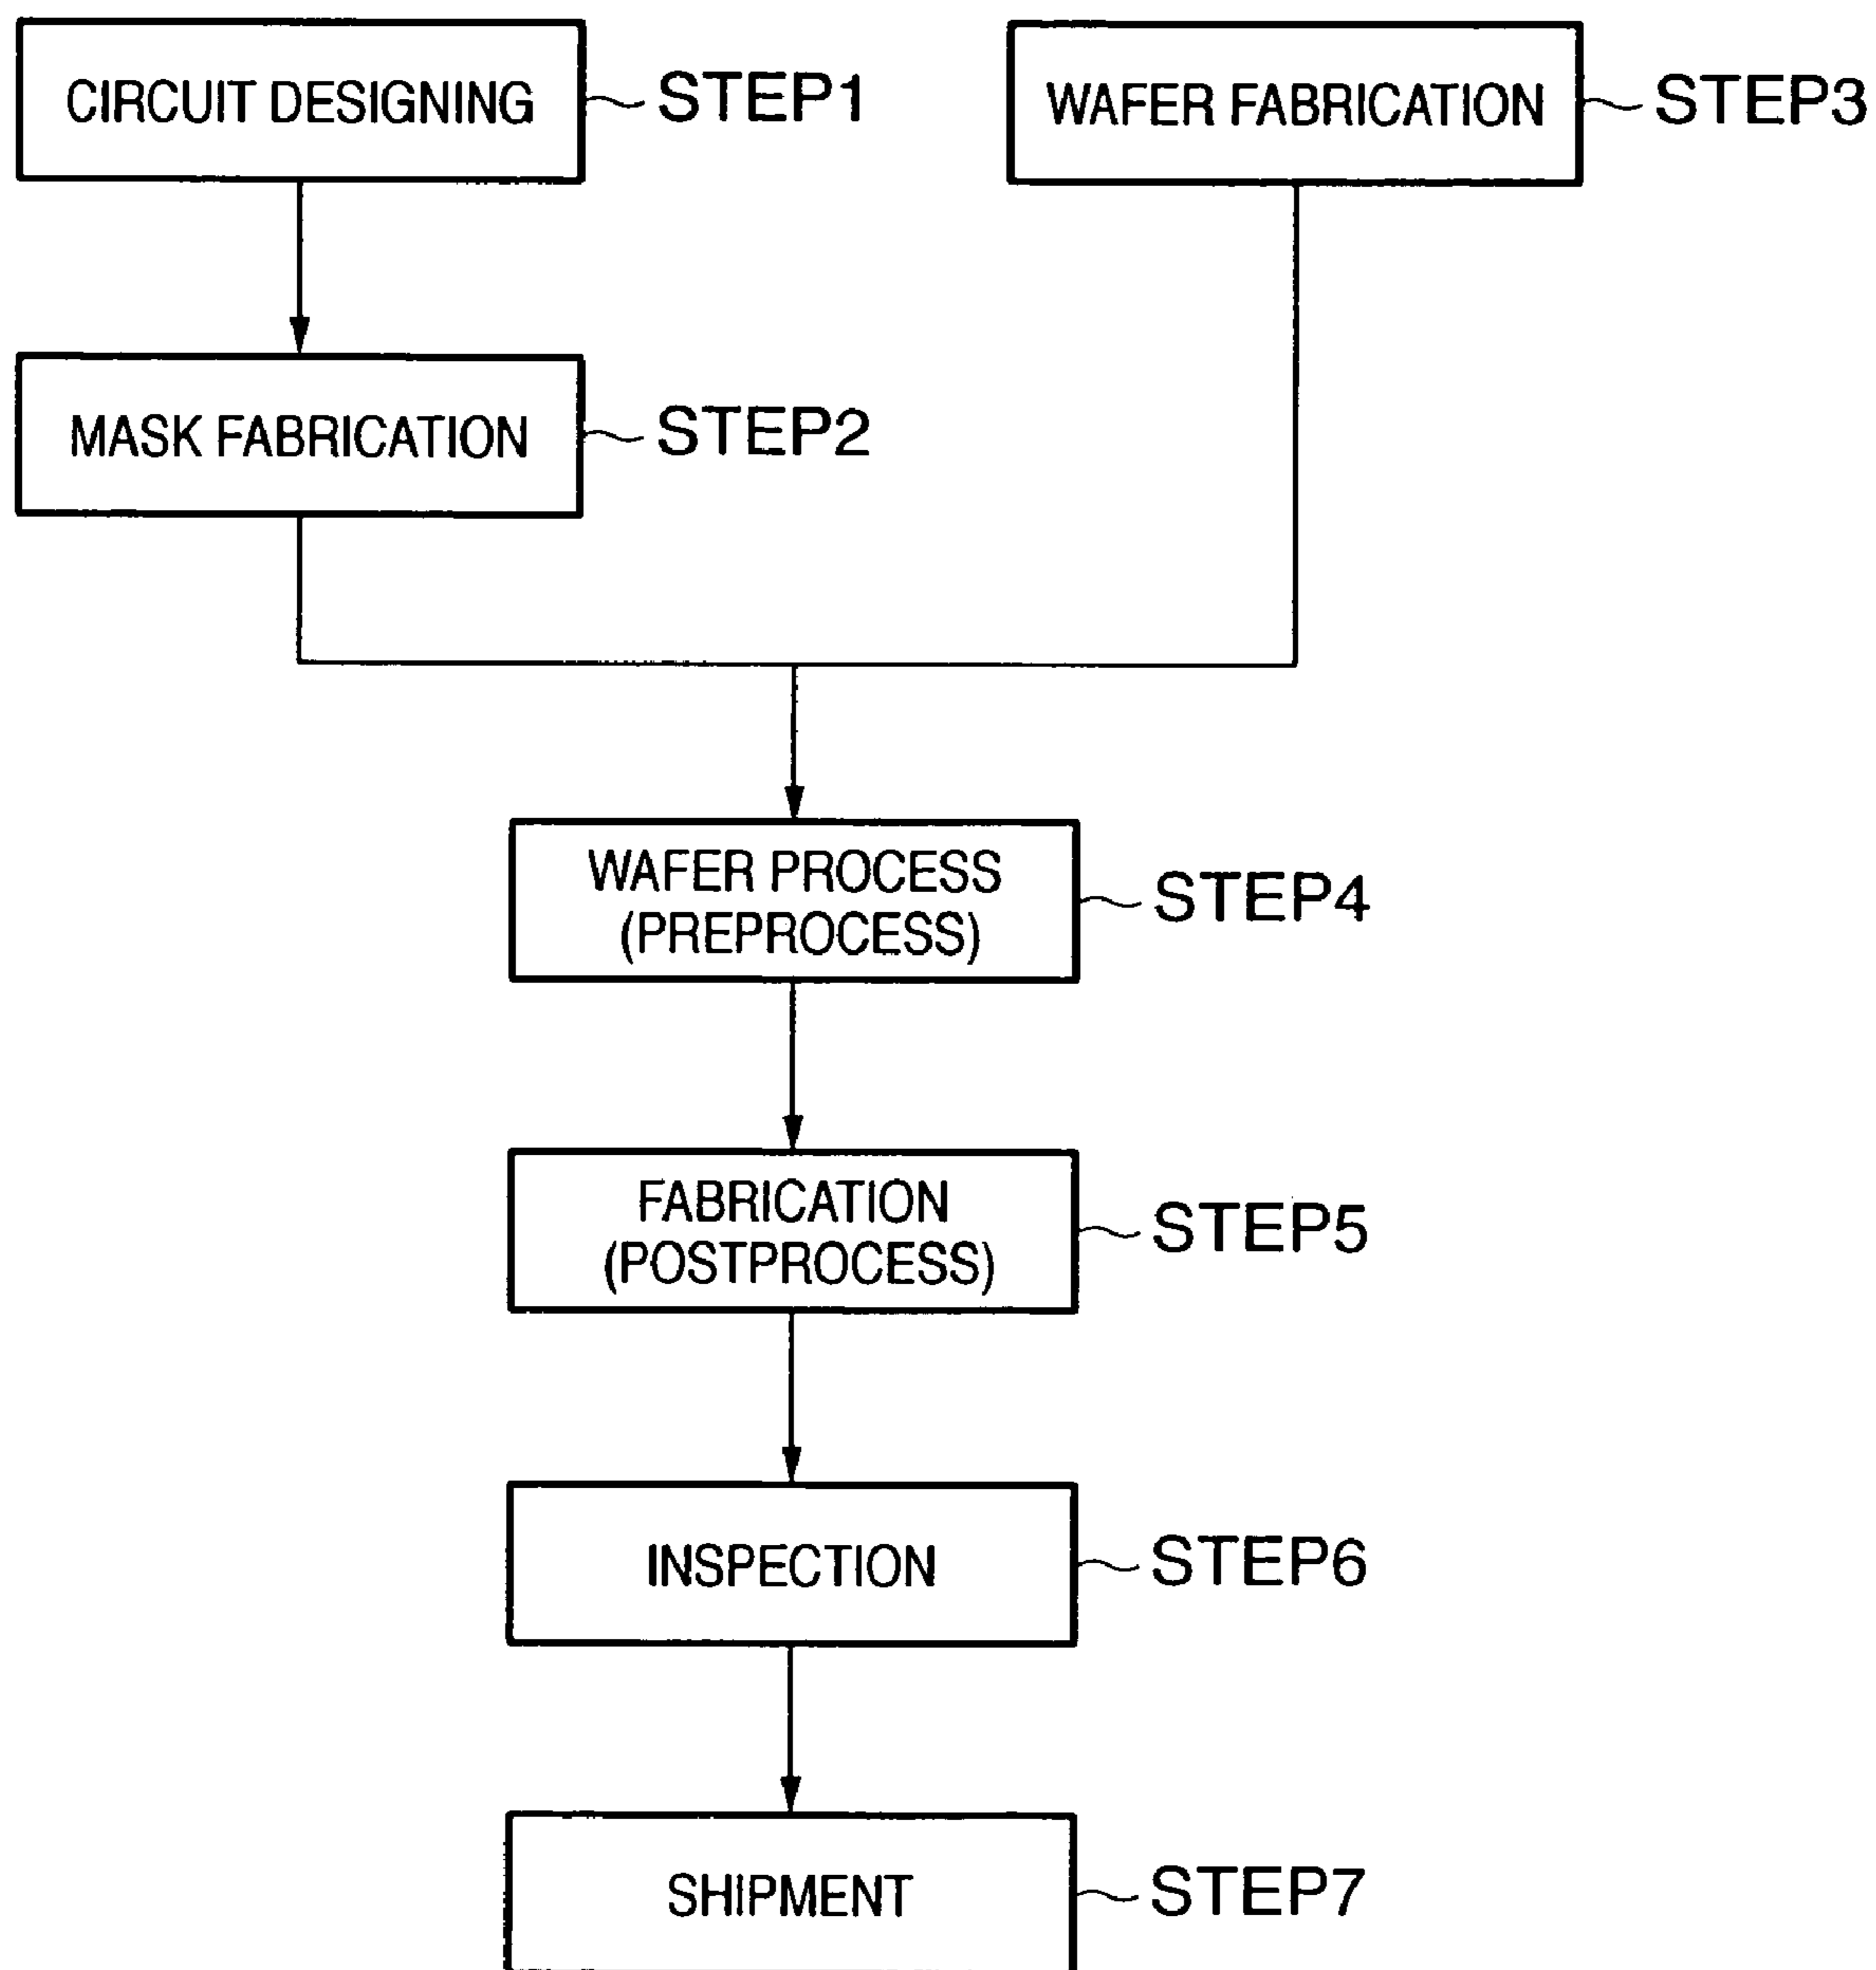 CIRCUIT DESIGNING
STEP1
WAFER FABRICATION
STEP3
MASK FABRICATION
STEP2
WAFER PROCESS
(PREPROCESS)
STEP4
FABRICATION
(POSTPROCESS)
STEP5
INSPECTION
STEP6
SHIPMENT
STEP7